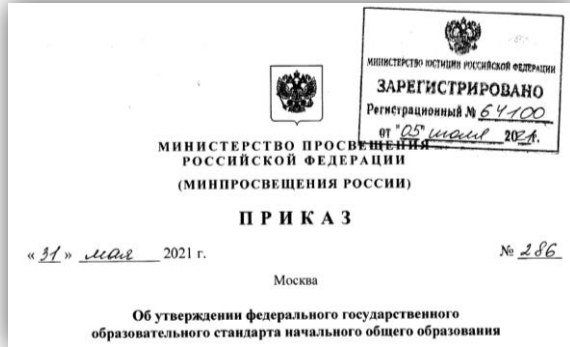 МИНИСТЕРСТВО ЮСТИЦИИ РОССИЙСКОЙ ФЕДЕРАЦИИ
ЗАРЕГИСТРИРОВАНО
Регистрационный № 64100
от "05" июля 2021.
МИНИСТЕРСТВО ПРОСВЕЩЕНИЯ
РОССИЙСКОЙ ФЕДЕРАЦИИ
(МИНПРОСВЕЩЕНИЯ РОССИИ)
ПРИКАЗ
« 31 » мая 2021 г.
№ 286
Москва
Об утверждении федерального государственного
образовательного стандарта начального общего образования